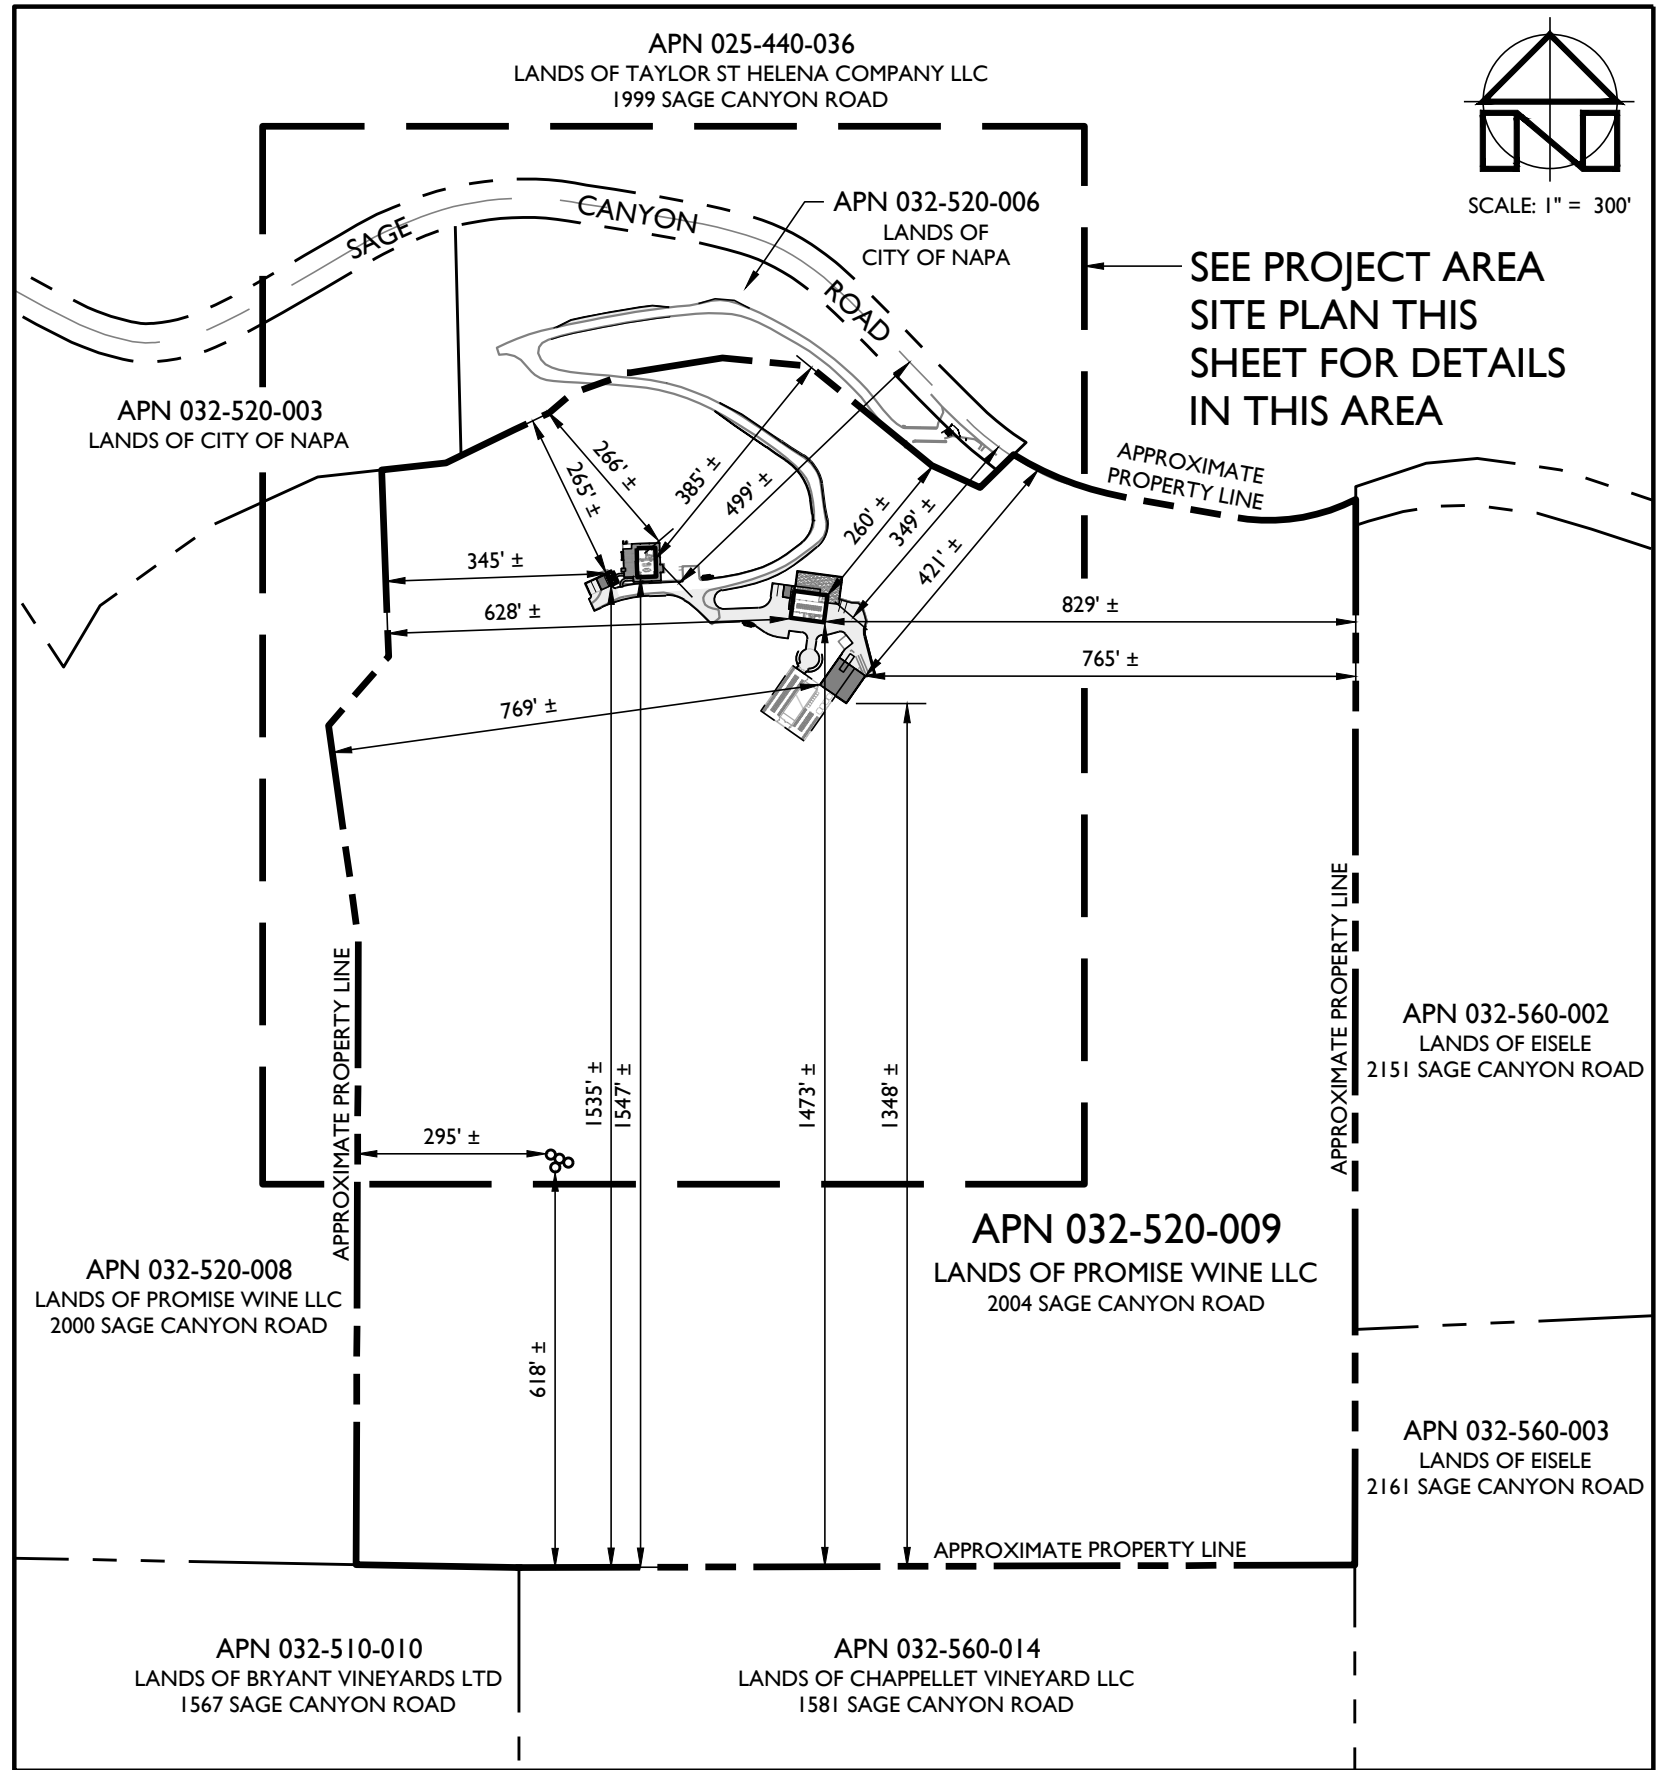 APN 025-440-036
LANDS OF TAYLOR ST HELENA COMPANY LLC
1999 SAGE CANYON ROAD
N
SCALE: 1" = 300'
APN 032-520-006
LANDS OF
CITY OF NAPA
SAGE CANYON ROAD
SEE PROJECT AREA
SITE PLAN THIS
SHEET FOR DETAILS
IN THIS AREA
APN 032-520-003
LANDS OF CITY OF NAPA
APPROXIMATE
PROPERTY LINE
266' ±
265' ±
385' ±
499' ±
260' ±
349' ±
421' ±
345' ±
628' ±
829' ±
765' ±
769' ±
APPROXIMATE PROPERTY LINE
1535' ±
1547' ±
1473' ±
1348' ±
APPROXIMATE PROPERTY LINE
APN 032-560-002
LANDS OF EISELE
2151 SAGE CANYON ROAD
295' ±
APN 032-520-009
LANDS OF PROMISE WINE LLC
2004 SAGE CANYON ROAD
APN 032-520-008
LANDS OF PROMISE WINE LLC
2000 SAGE CANYON ROAD
618' ±
APN 032-560-003
LANDS OF EISELE
2161 SAGE CANYON ROAD
APPROXIMATE PROPERTY LINE
APN 032-510-010
LANDS OF BRYANT VINEYARDS LTD
1567 SAGE CANYON ROAD
APN 032-560-014
LANDS OF CHAPPELLET VINEYARD LLC
1581 SAGE CANYON ROAD